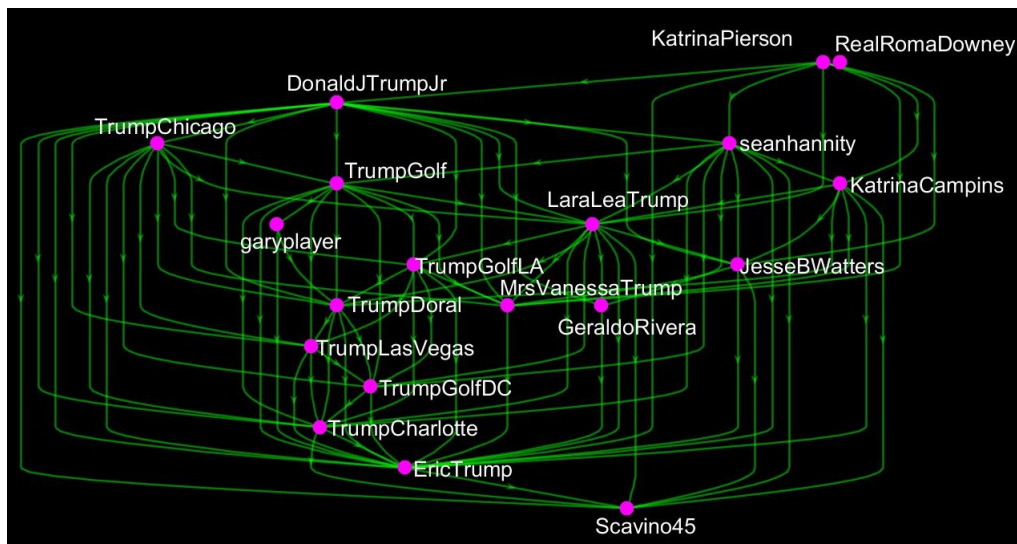 KatrinaPierson
RealRomaDowney
DonaldJTrumpJr
TrumpChicago
seanhannity
TrumpGolf
KatrinaCampins
LaraLeaTrump
garyplayer
TrumpGolfLA
JesseBWatters
MrsVanessaTrump
TrumpDoral
GeraldoRivera
TrumpLasVegas
TrumpGolfDC
TrumpCharlotte
EricTrump
Scavino45